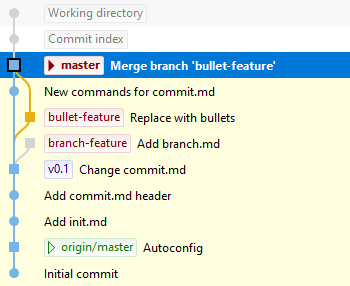 Working directory
Commit index
master Merge branch 'bullet-feature'
New commands for commit.md
bullet-feature Replace with bullets
branch-feature Add branch.md
v0.1 Change commit.md
Add commit.md header
Add init.md
origin/master Autoconfig
Initial commit